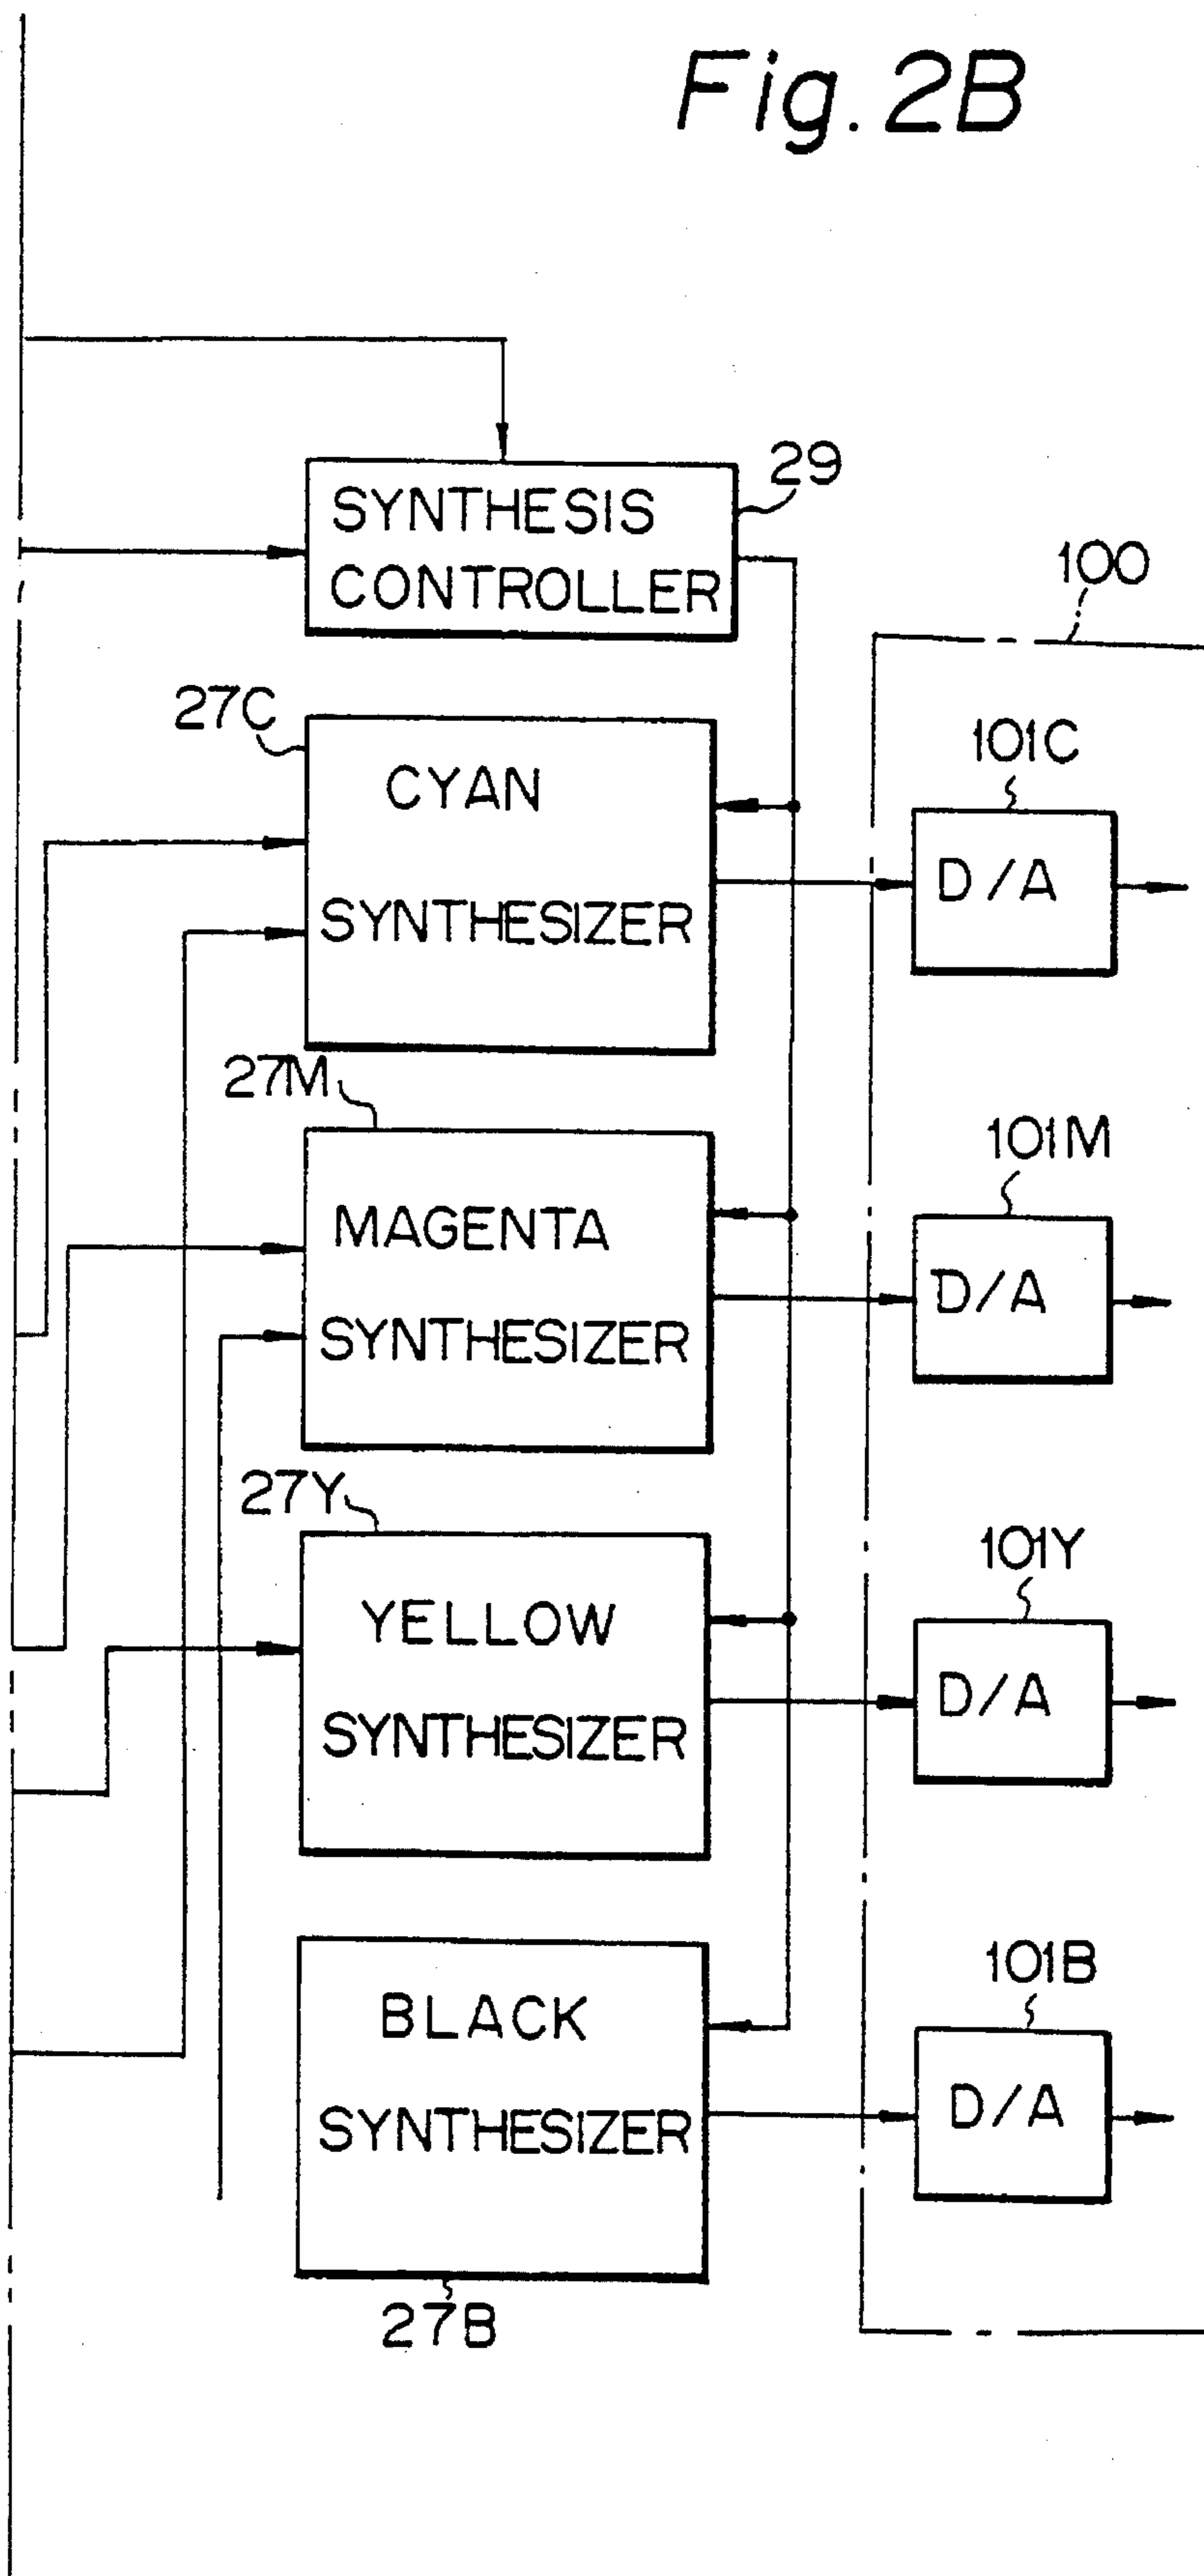 Fig. 2B
29
SYNTHESIS
CONTROLLER
100
27C
CYAN
SYNTHESIZER
101C
D/A
27M
MAGENTA
SYNTHESIZER
101M
D/A
27Y
YELLOW
SYNTHESIZER
101Y
D/A
BLACK
SYNTHESIZER
27B
101B
D/A